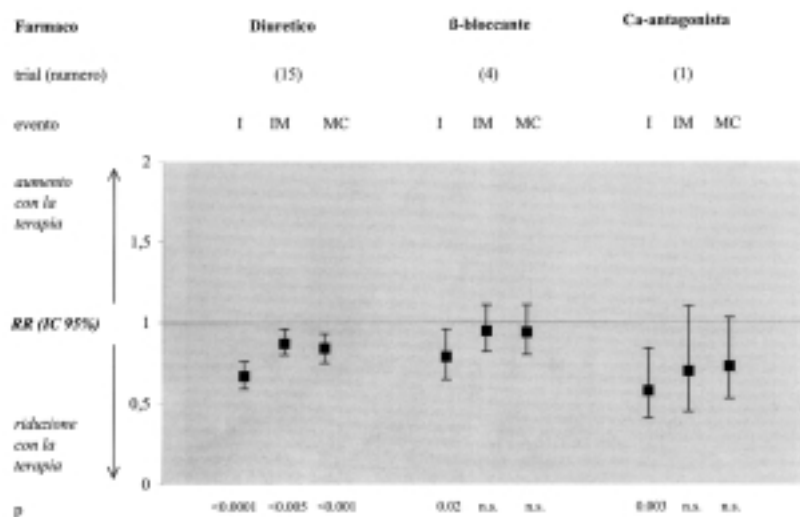 Farmaco Diuretico ß-bloccante Ca-antagonista
trial (numero) (15) (4) (1)
evento I IM MC I IM MC I IM MC
2
aumento
con la
terapia
1,5
RR (IC 95%) 1
0,5
riduzione
con la
terapia
0
p <0.0001 <0.005 <0.001 0.02 n.s. n.s. 0.003 n.s. n.s.